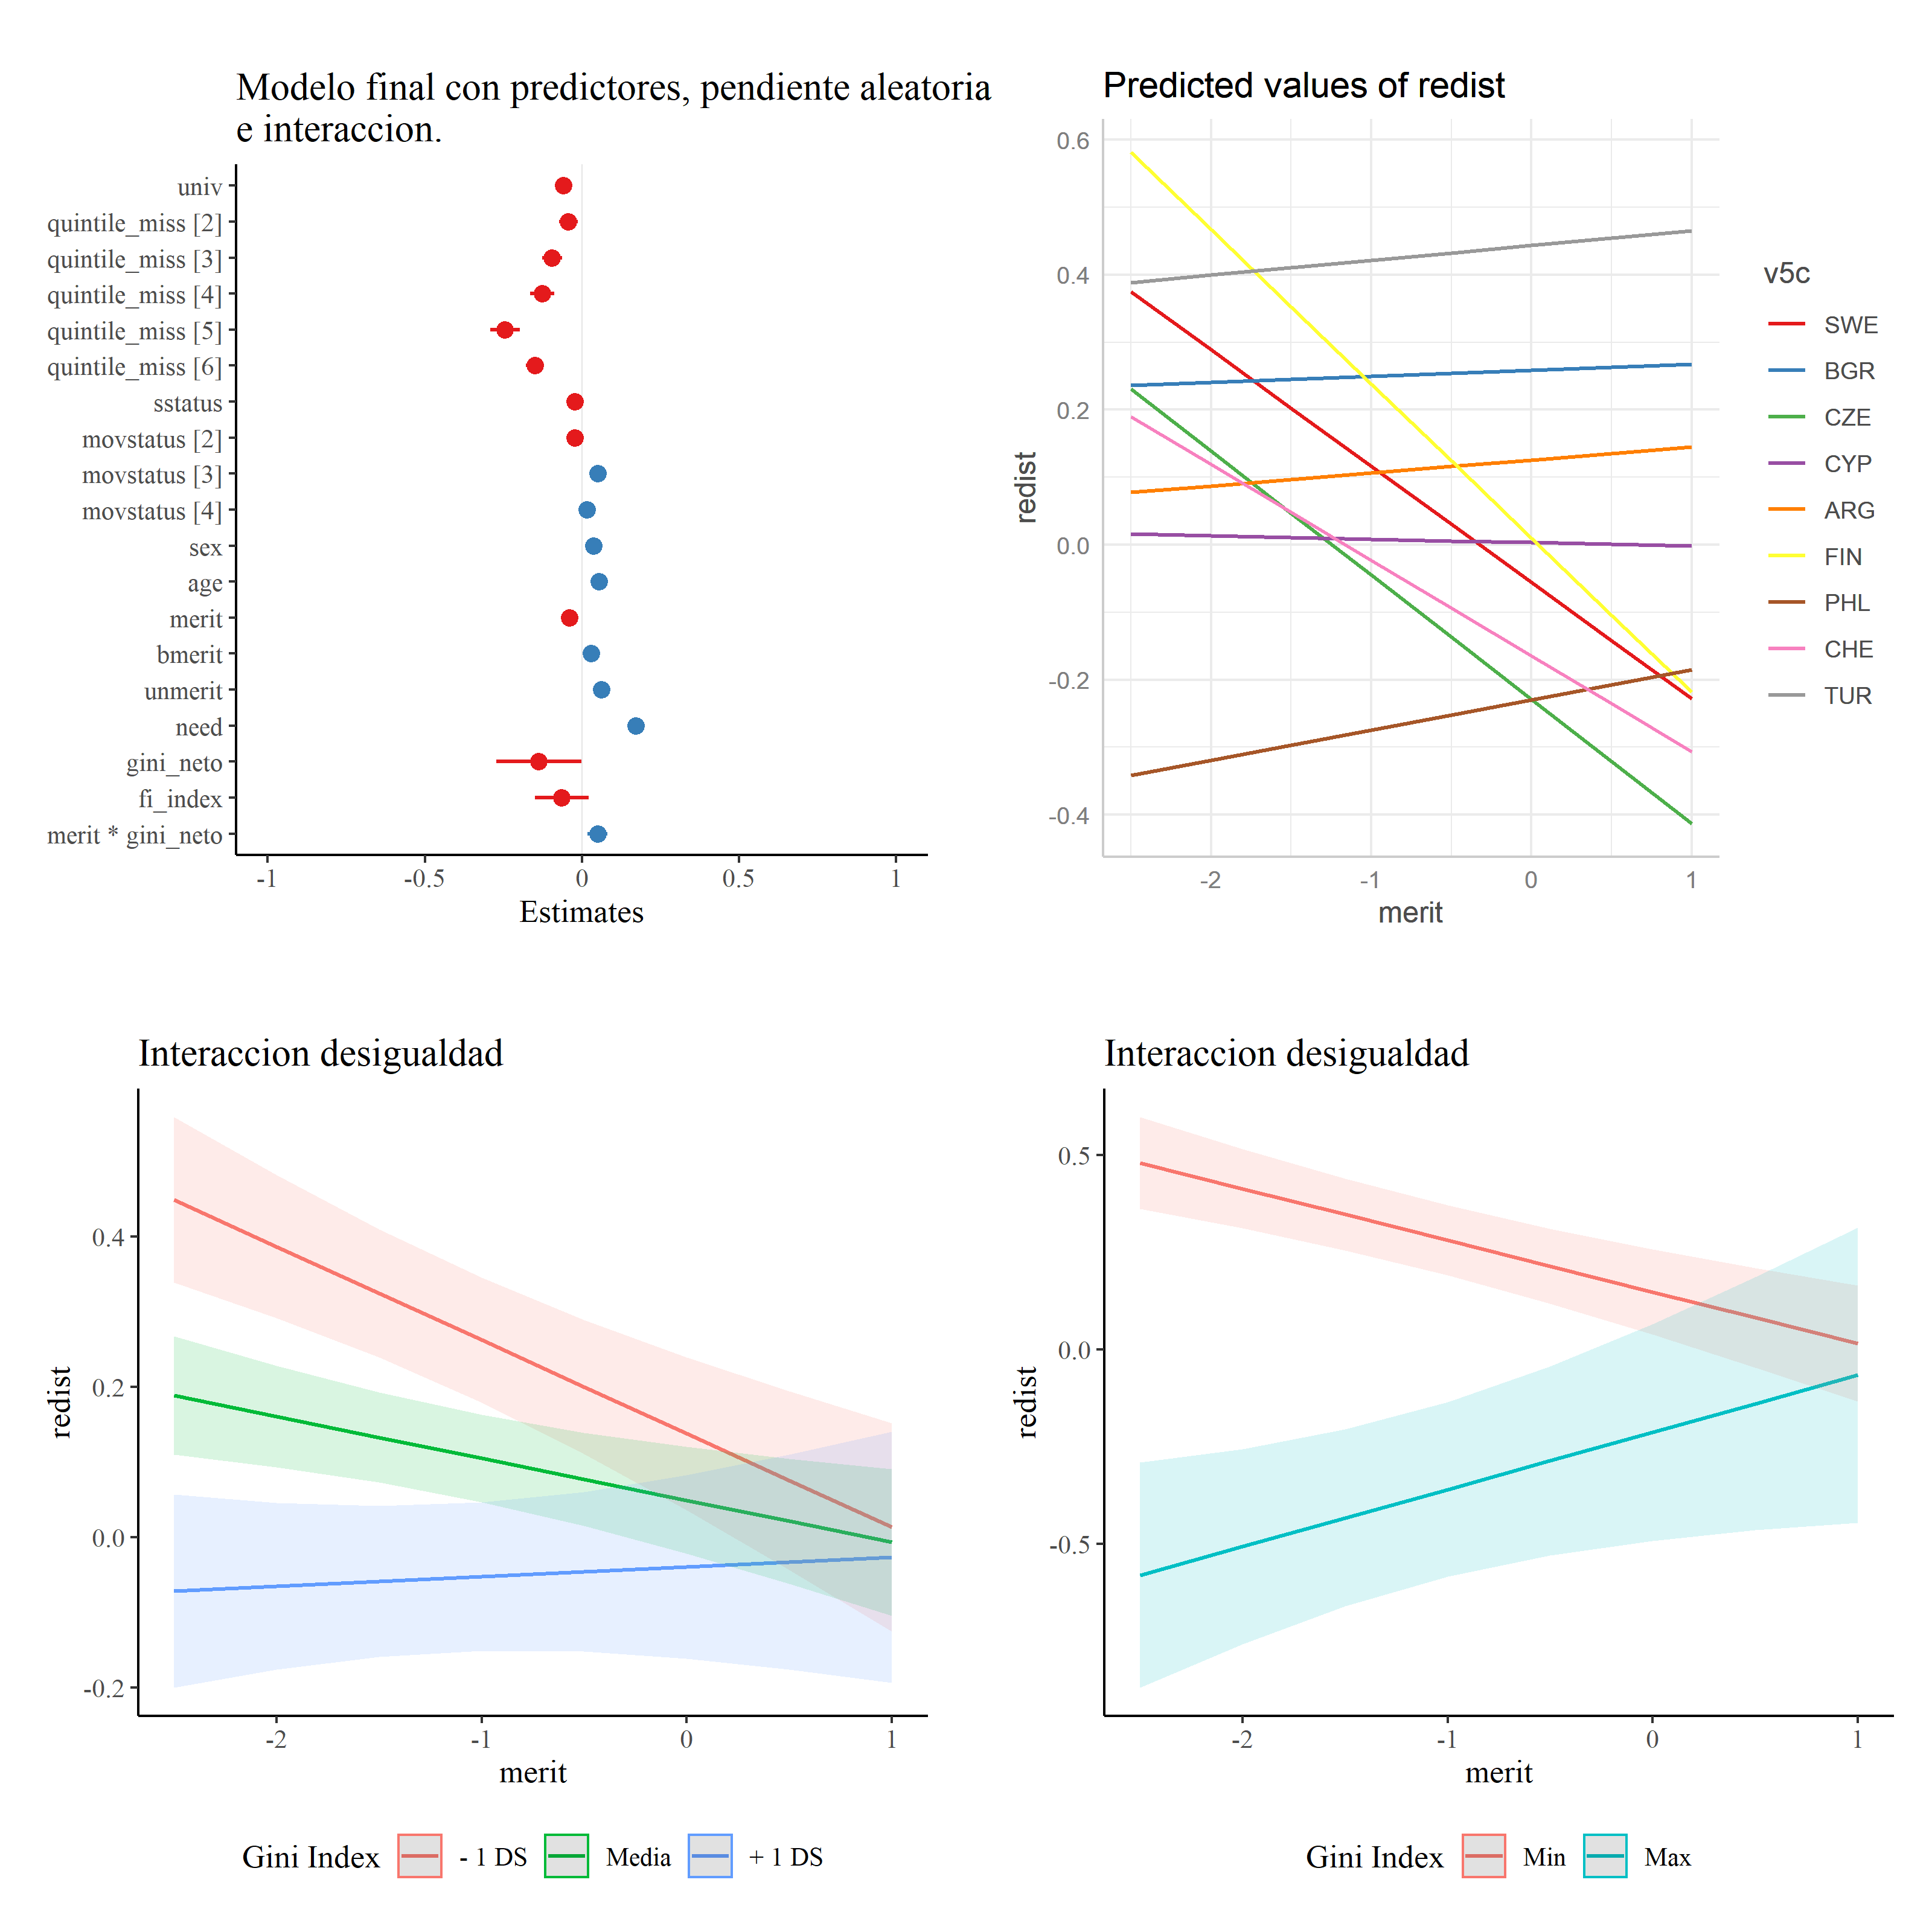 Modelo final con predictores, pendiente aleatoria
e interaccion.
univ
quintile_miss [2]
quintile_miss [3]
quintile_miss [4]
quintile_miss [5]
quintile_miss [6]
sstatus
movstatus [2]
movstatus [3]
movstatus [4]
sex
age
merit
bmerit
unmerit
need
gini_neto
fi_index
merit * gini_neto
-1 -0.5 0 0.5 1
Estimates
Predicted values of redist
0.6
0.4
0.2
0.0
-0.2
-0.4
redist
-2 -1 0 1
merit
v5c
SWE
BGR
CZE
CYP
ARG
FIN
PHL
CHE
TUR
Interaccion desigualdad
0.4
0.2
0.0
-0.2
redist
-2 -1 0 1
merit
Gini Index - 1 DS Media + 1 DS
Interaccion desigualdad
0.5
0.0
-0.5
redist
-2 -1 0 1
merit
Gini Index Min Max